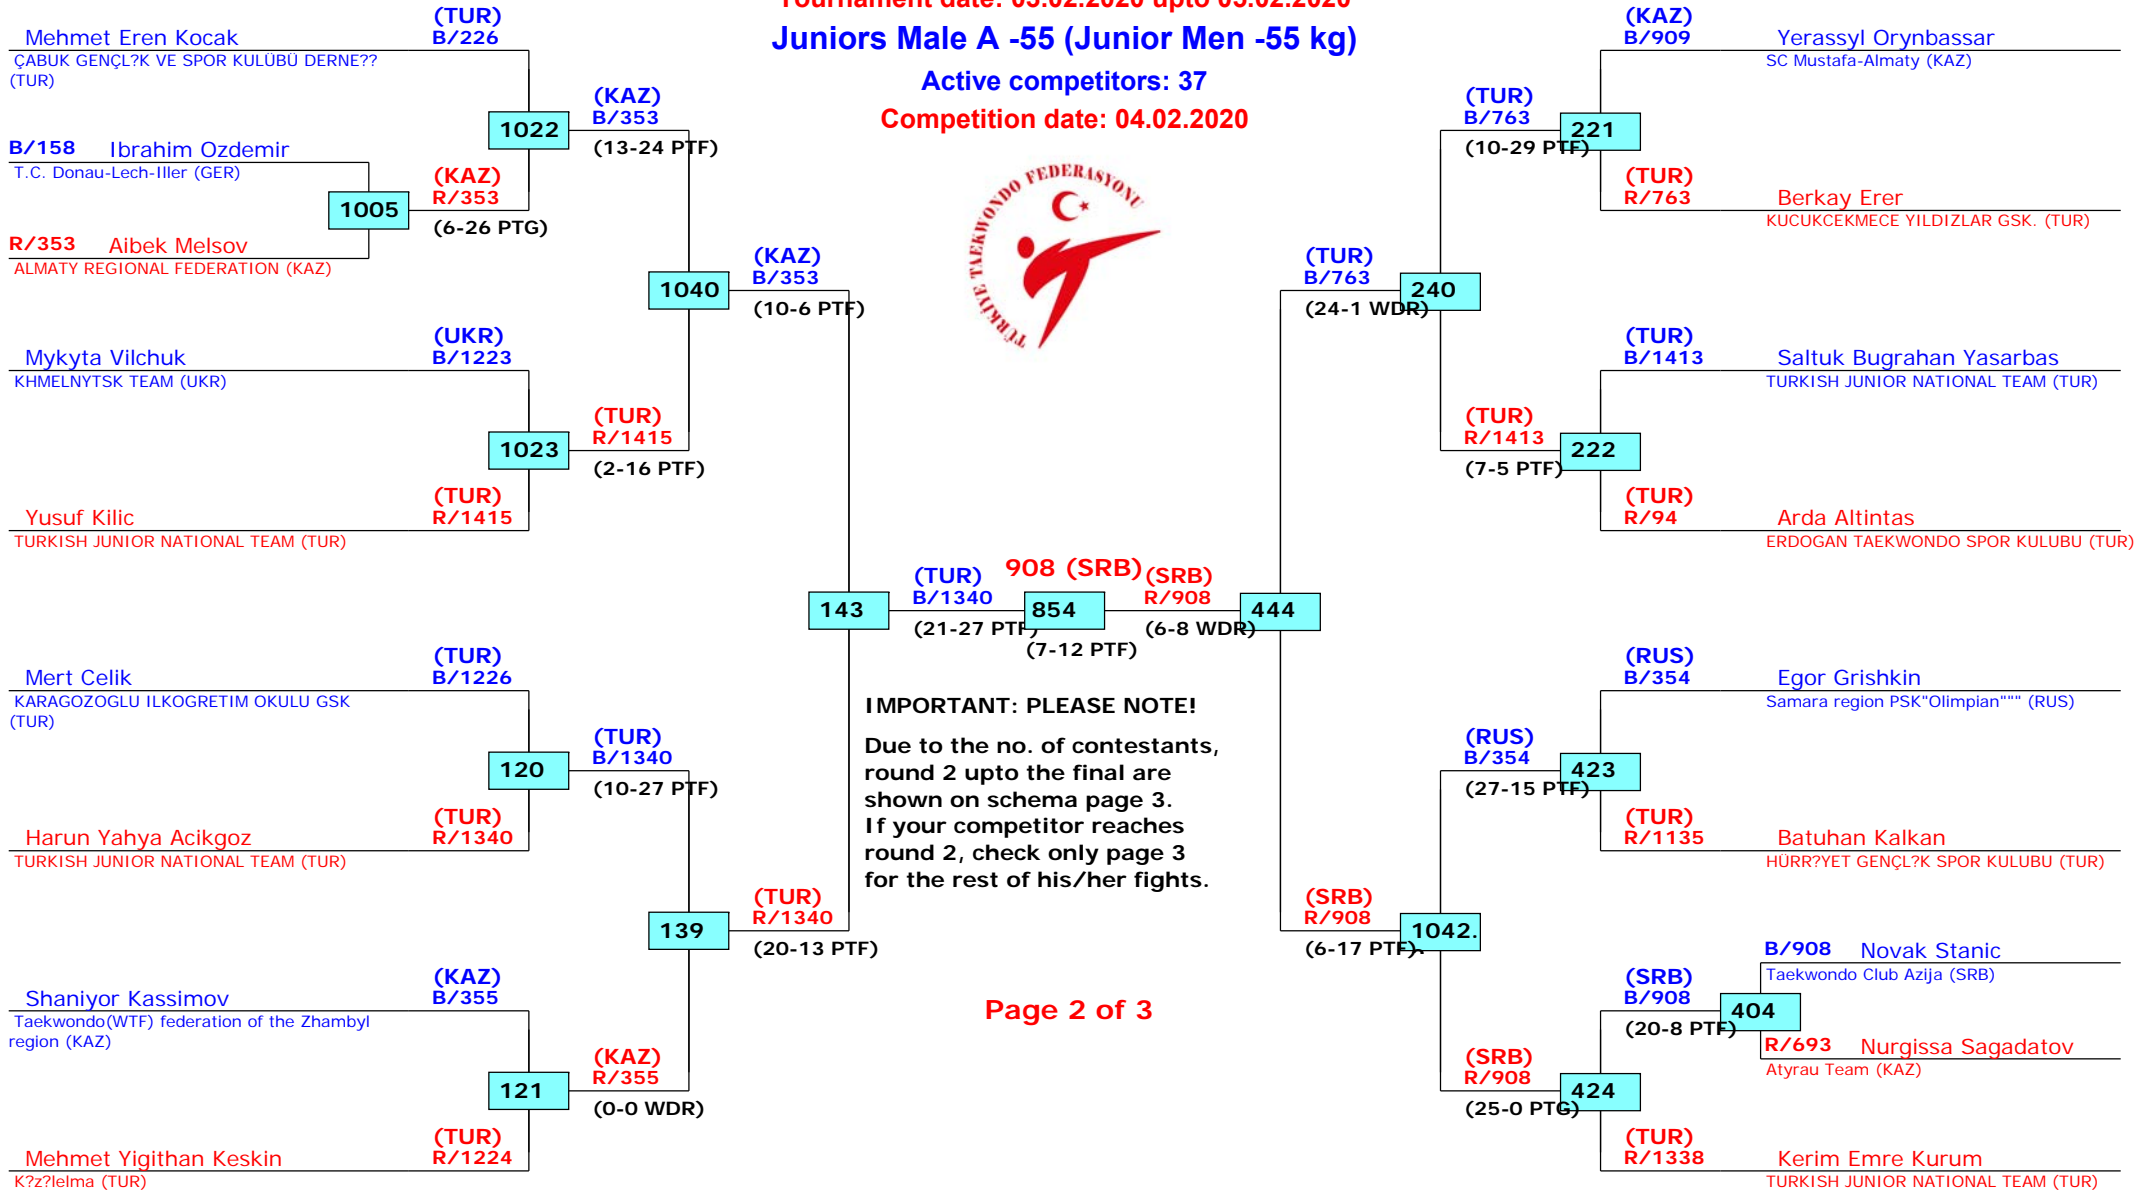 Tournament date: 03.02.2020 upto 05.02.2020
Juniors Male A -55 (Junior Men -55 kg)
Active competitors: 37
Competition date: 04.02.2020
TÜRKİYE TAEKWONDO FEDERASYONU
(TUR)
Mehmet Eren Kocak B/226
ÇABUK GENÇL?K VE SPOR KULÜBÜ DERNE??
(TUR)
1022
(KAZ)
B/353
(13-24 PTF)
B/158 Ibrahim Ozdemir
T.C. Donau-Lech-Iller (GER)
1005
(KAZ)
R/353
(6-26 PTG)
R/353 Aibek Melsov
ALMATY REGIONAL FEDERATION (KAZ)
1040
(KAZ)
B/353
(10-6 PTF)
(UKR)
Mykyta Vilchuk B/1223
KHMELNYTSK TEAM (UKR)
1023
(TUR)
R/1415
(2-16 PTF)
(TUR)
Yusuf Kilic R/1415
TURKISH JUNIOR NATIONAL TEAM (TUR)
143
(TUR)
B/1340
(21-27 PTF)
908 (SRB)
854
(7-12 PTF)
(SRB)
R/908
(6-8 WDR)
444
(TUR)
Mert Celik B/1226
KARAGOZOGLU ILKOGRETIM OKULU GSK
(TUR)
120
(TUR)
B/1340
(10-27 PTF)
(TUR)
Harun Yahya Acikgoz R/1340
TURKISH JUNIOR NATIONAL TEAM (TUR)
139
(TUR)
R/1340
(20-13 PTF)
(KAZ)
Shaniyor Kassimov B/355
Taekwondo(WTF) federation of the Zhambyl
region (KAZ)
121
(KAZ)
R/355
(0-0 WDR)
(TUR)
Mehmet Yigithan Keskin R/1224
K?z?lelma (TUR)
IMPORTANT: PLEASE NOTE!
Due to the no. of contestants,
round 2 upto the final are
shown on schema page 3.
If your competitor reaches
round 2, check only page 3
for the rest of his/her fights.
Page 2 of 3
(KAZ)
B/909 Yerassyl Orynbassar
SC Mustafa-Almaty (KAZ)
(TUR)
B/763
(10-29 PTF)
221
(TUR)
R/763 Berkay Erer
KUCUKCEKMECE YILDIZLAR GSK. (TUR)
(TUR)
B/763
(24-1 WDR)
240
(TUR)
B/1413 Saltuk Bugrahan Yasarbas
TURKISH JUNIOR NATIONAL TEAM (TUR)
(TUR)
R/1413
(7-5 PTF)
222
(TUR)
R/94 Arda Altintas
ERDOGAN TAEKWONDO SPOR KULUBU (TUR)
(RUS)
B/354 Egor Grishkin
Samara region PSK"Olimpian""" (RUS)
(RUS)
B/354
(27-15 PTF)
423
(TUR)
R/1135 Batuhan Kalkan
HÜRR?YET GENÇL?K SPOR KULUBU (TUR)
(SRB)
R/908
(6-17 PTF).
1042.
B/908 Novak Stanic
Taekwondo Club Azija (SRB)
(SRB)
B/908
(20-8 PTF)
404
R/693 Nurgissa Sagadatov
Atyrau Team (KAZ)
(SRB)
R/908
(25-0 PTG)
424
(TUR)
R/1338 Kerim Emre Kurum
TURKISH JUNIOR NATIONAL TEAM (TUR)